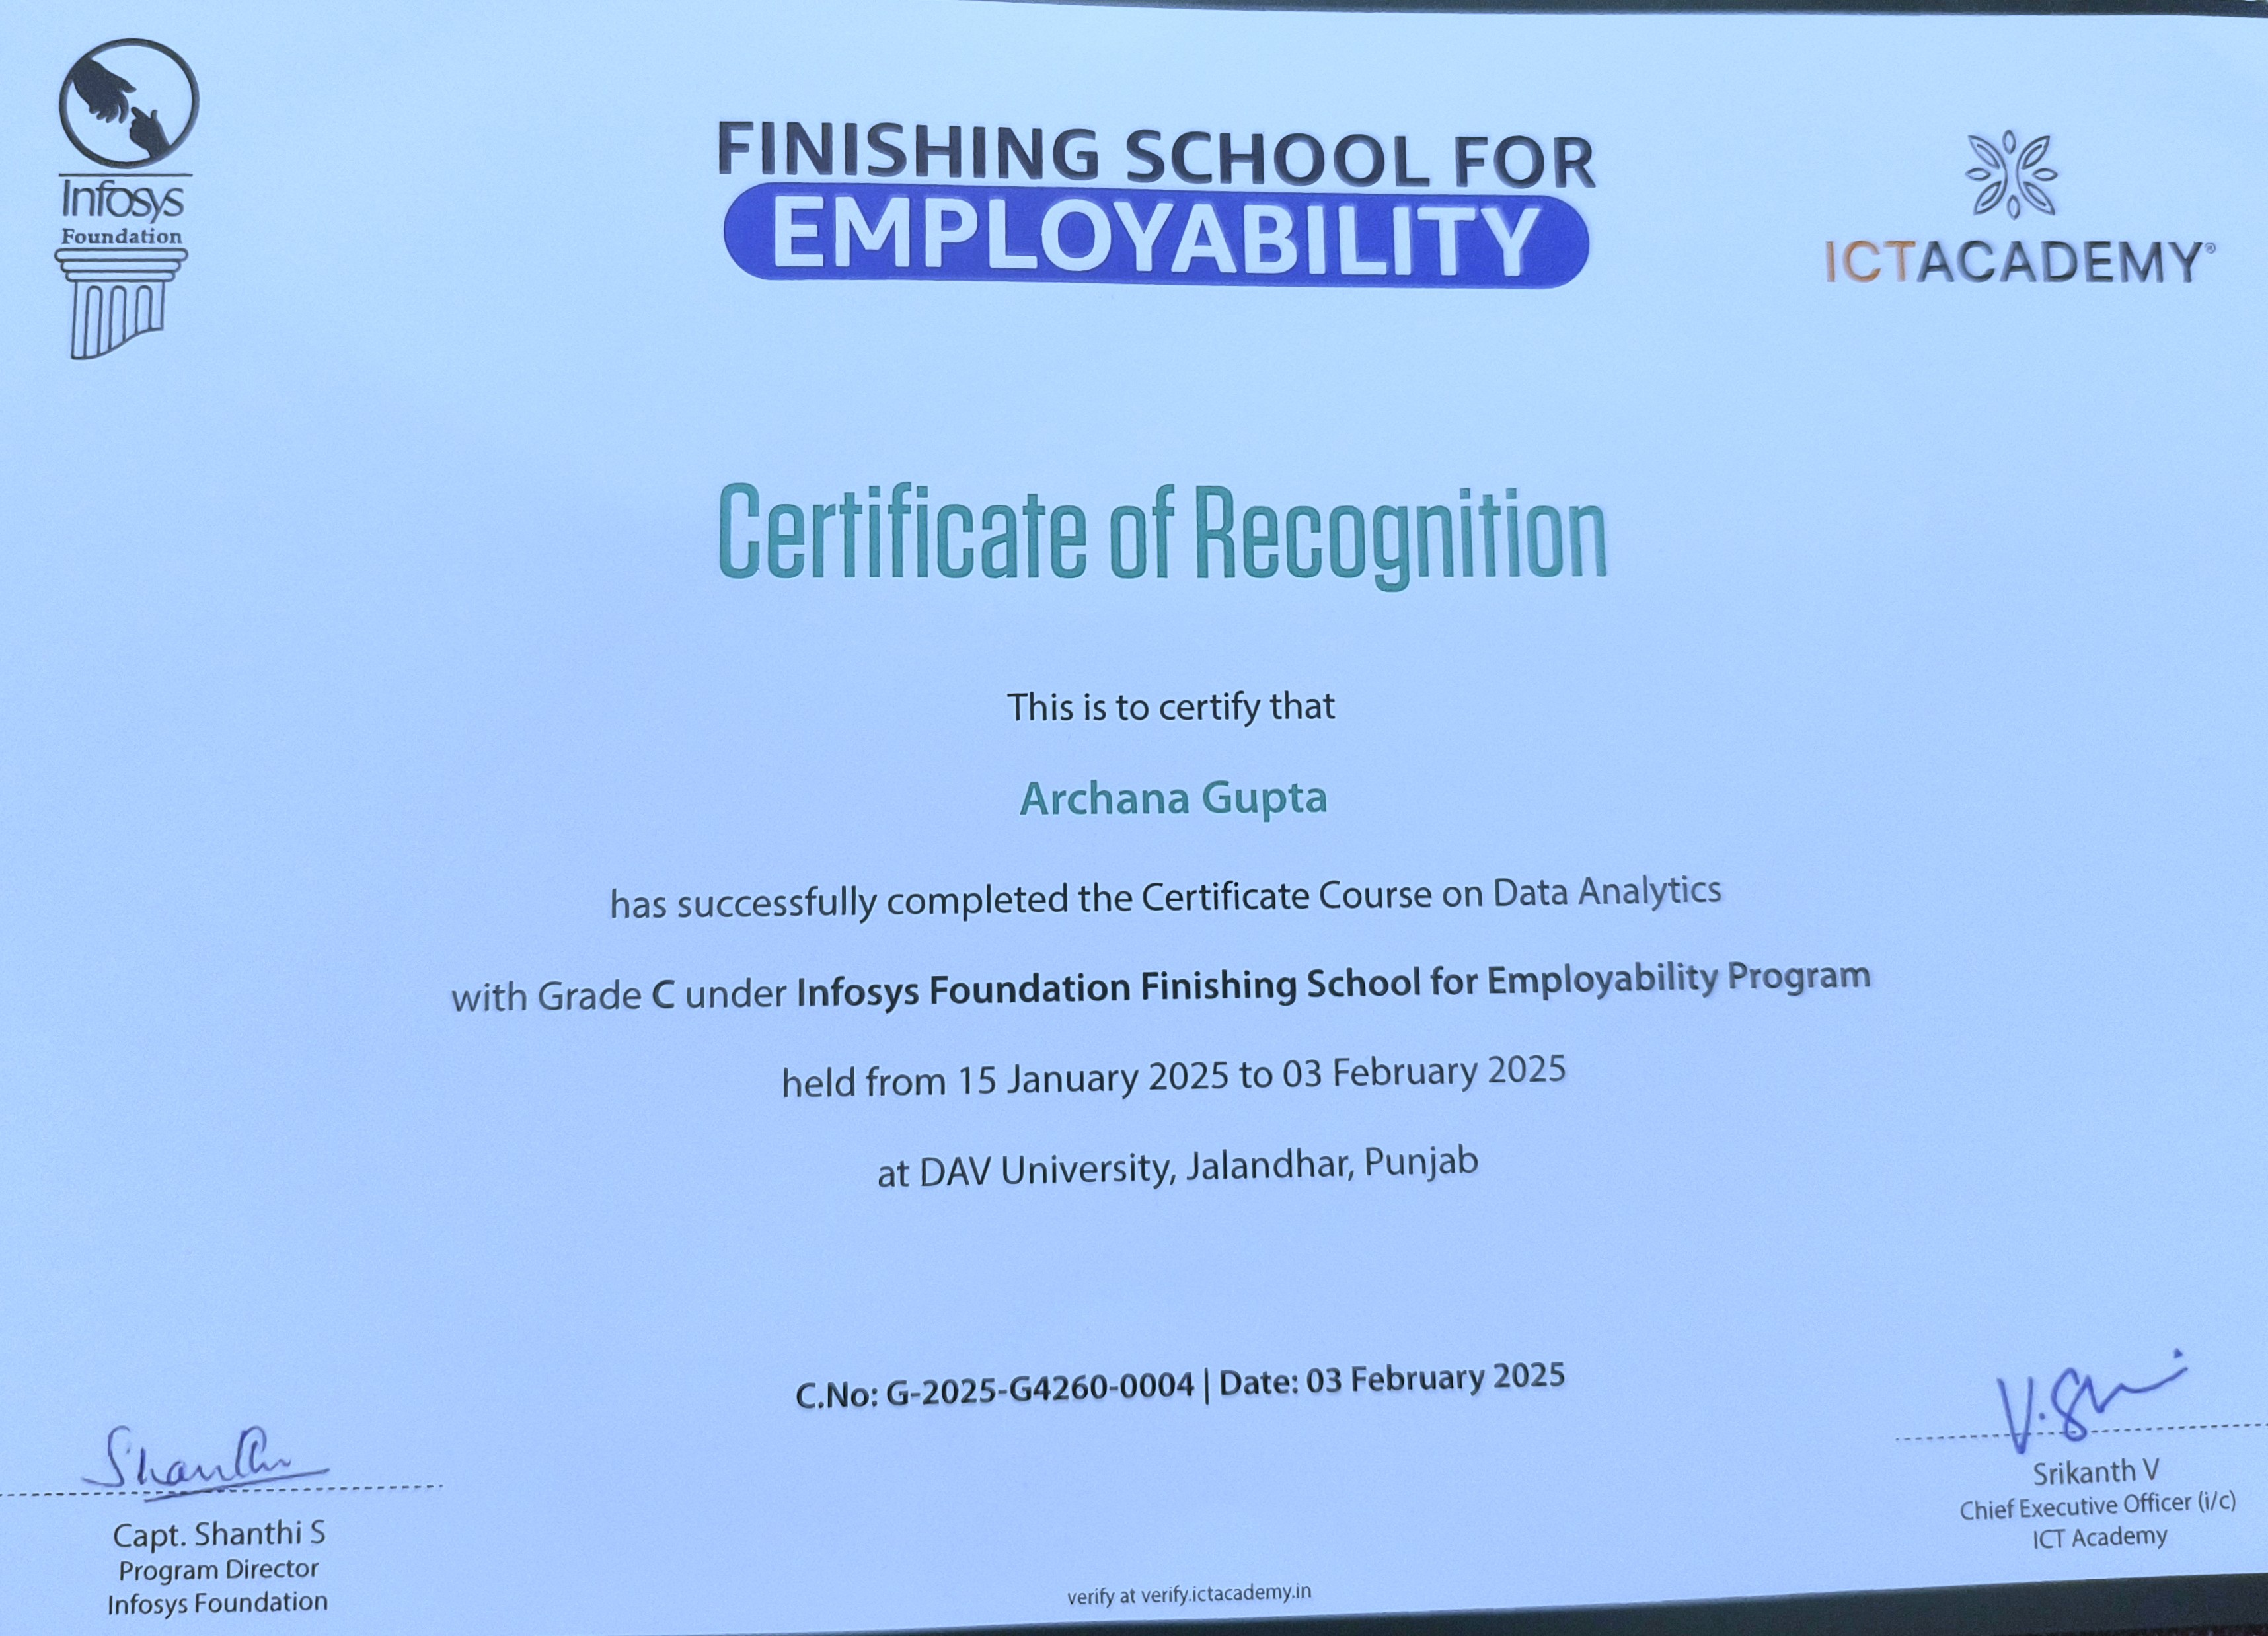 Infosys
Foundation
FINISHING SCHOOL FOR
EMPLOYABILITY
ICTACADEMY®
Certificate of Recognition
This is to certify that
Archana Gupta
has successfully completed the Certificate Course on Data Analytics
with Grade C under Infosys Foundation Finishing School for Employability Program
held from 15 January 2025 to 03 February 2025
at DAV University, Jalandhar, Punjab
C.No: G-2025-G4260-0004 | Date: 03 February 2025
Shanthi
Capt. Shanthi S
Program Director
Infosys Foundation
V.Sri
Srikanth V
Chief Executive Officer (i/c)
ICT Academy
verify at verify.ictacademy.in